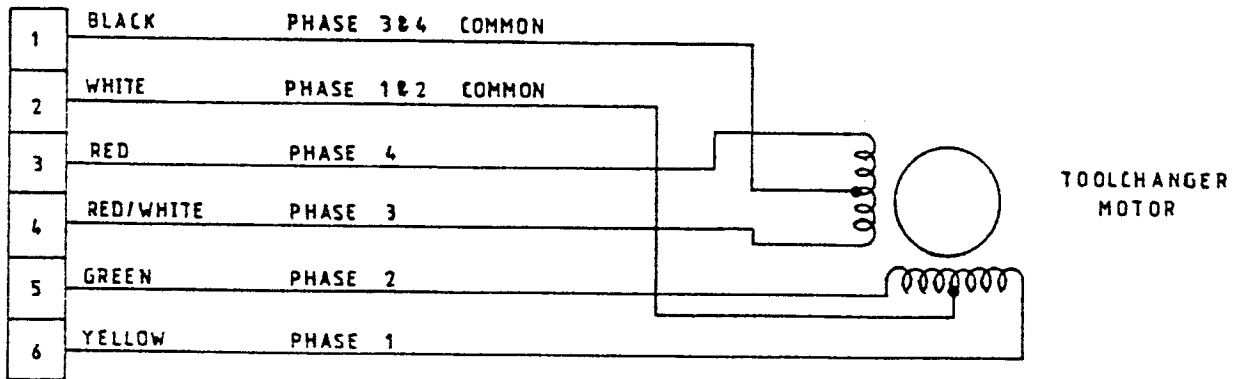 1 BLACK PHASE 3&4 COMMON
2 WHITE PHASE 1&2 COMMON
3 RED PHASE 4
4 RED/WHITE PHASE 3
TOOLCHANGER
MOTOR
5 GREEN PHASE 2
6 YELLOW PHASE 1